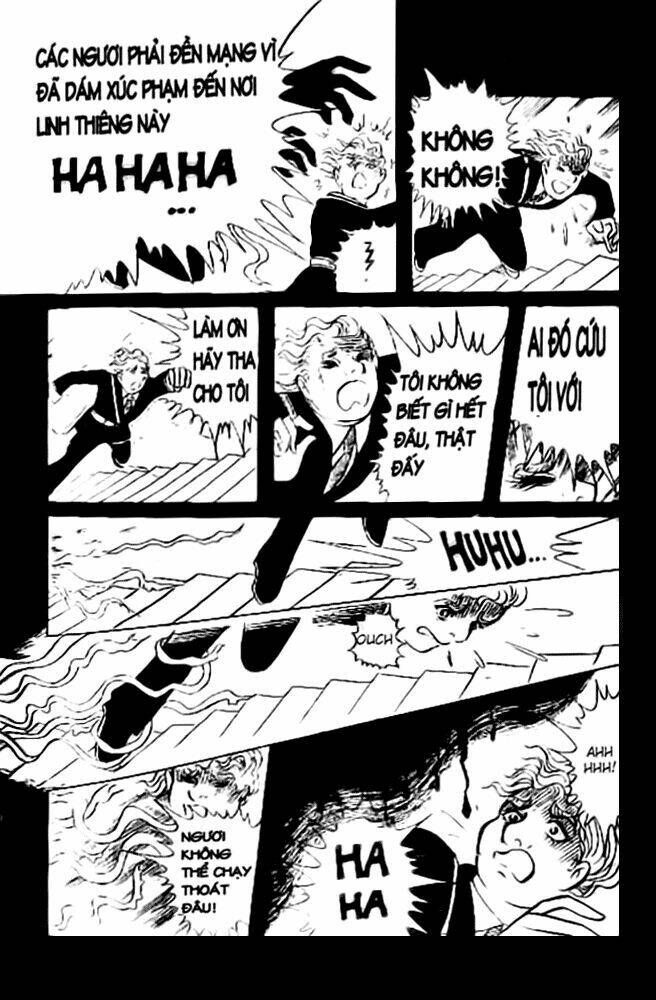 CÁC NGƯƠI PHẢI ĐỀN MẠNG VÌ
ĐÃ DÁM XÚC PHẠM ĐẾN NƠI
LINH THIÊNG NÀY
HA HA HA
...
KHÔNG
KHÔNG!
LÀM ƠN
HÃY THA
CHO TÔI
TÔI KHÔNG
BIẾT GÌ HẾT
ĐÂU, THẬT
ĐẤY
AI ĐÓ CỨU
TÔI VỚI
HUHU...
OUCH
NGƯƠI
KHÔNG
THỂ CHẠY
THOÁT
ĐÂU!
HA
HA
AHH
HHH!